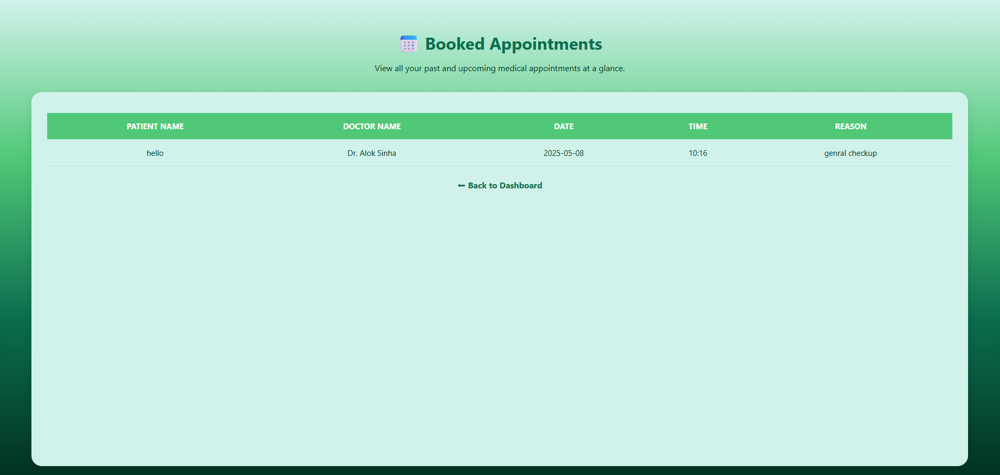 Booked Appointments
View all your past and upcoming medical appointments at a glance.
PATIENT NAME DOCTOR NAME DATE TIME REASON
hello Dr. Alok Sinha 2025-05-08 10:16 genral checkup
⬅ Back to Dashboard